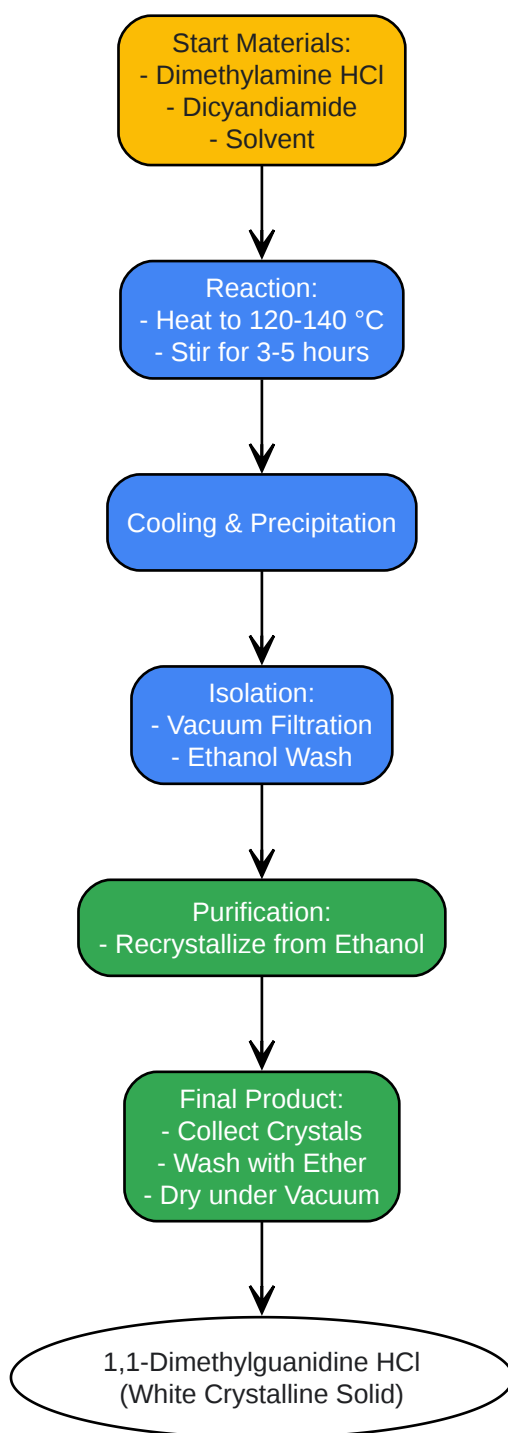 Start Materials:
- Dimethylamine HCl
- Dicyandiamide
- Solvent
Reaction:
- Heat to 120-140 °C
- Stir for 3-5 hours
Cooling & Precipitation
Isolation:
- Vacuum Filtration
- Ethanol Wash
Purification:
- Recrystallize from Ethanol
Final Product:
- Collect Crystals
- Wash with Ether
- Dry under Vacuum
1,1-Dimethylguanidine HCl
(White Crystalline Solid)